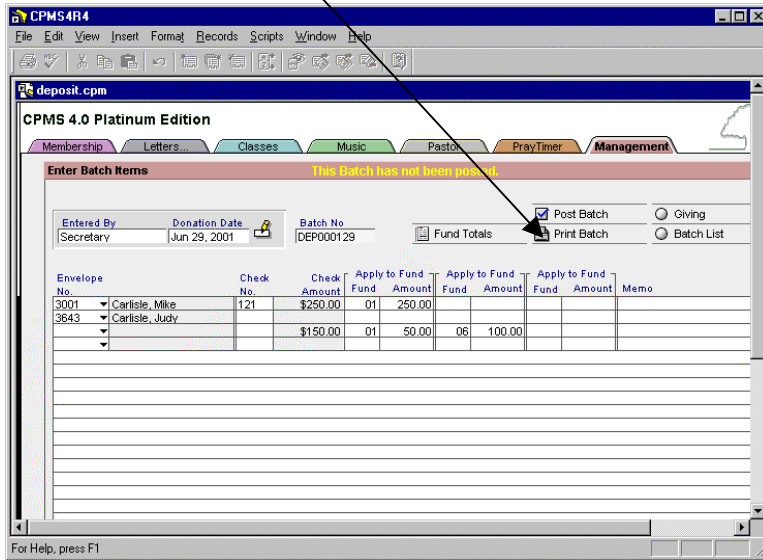 CPMS4R4
File Edit View Insert Format Records Scripts Window Help
deposit.cpm
CPMS 4.0 Platinum Edition
Membership Letters... Classes Music Pastor PrayTimer Management
Enter Batch Items This Batch has not been posted.
Post Batch Giving
Entered By Donation Date Batch No
Secretary Jun 29, 2001 DEP000129 Fund Totals Print Batch Batch List
Envelope Check Check Apply to Fund Apply to Fund Apply to Fund
No. No. Amount Fund Amount Fund Amount Fund Amount Memo
3001 Carlisle, Mike 121 $250.00 01 250.00
3643 Carlisle, Judy
$150.00 01 50.00 06 100.00
For Help, press F1